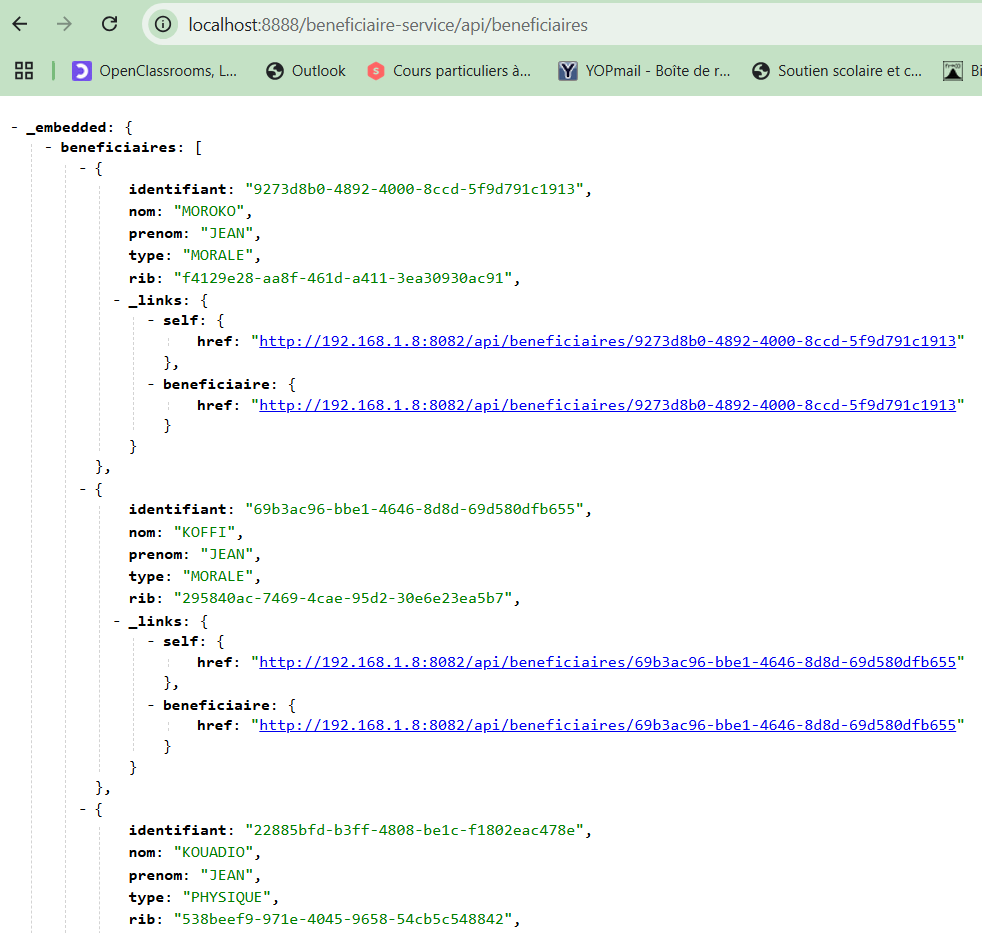 localhost:8888/beneficiaire-service/api/beneficiaires
OpenClassrooms, L... Outlook Cours particuliers à... YOPmail - Boîte de r... Soutien scolaire et c... Bi
- _embedded: {
- beneficiaires: [
- {
identifiant: "9273d8b0-4892-4000-8ccd-5f9d791c1913",
nom: "MOROKO",
prenom: "JEAN",
type: "MORALE",
rib: "f4129e28-aa8f-461d-a411-3ea30930ac91",
- _links: {
- self: {
href: "http://192.168.1.8:8082/api/beneficiaires/9273d8b0-4892-4000-8ccd-5f9d791c1913"
},
- beneficiaire: {
href: "http://192.168.1.8:8082/api/beneficiaires/9273d8b0-4892-4000-8ccd-5f9d791c1913"
}
}
},
- {
identifiant: "69b3ac96-bbe1-4646-8d8d-69d580dfb655",
nom: "KOFFI",
prenom: "JEAN",
type: "MORALE",
rib: "295840ac-7469-4cae-95d2-30e6e23ea5b7",
- _links: {
- self: {
href: "http://192.168.1.8:8082/api/beneficiaires/69b3ac96-bbe1-4646-8d8d-69d580dfb655"
},
- beneficiaire: {
href: "http://192.168.1.8:8082/api/beneficiaires/69b3ac96-bbe1-4646-8d8d-69d580dfb655"
}
}
},
- {
identifiant: "22885bfd-b3ff-4808-be1c-f1802eac478e",
nom: "KOUADIO",
prenom: "JEAN",
type: "PHYSIQUE",
rib: "538beef9-971e-4045-9658-54cb5c548842",